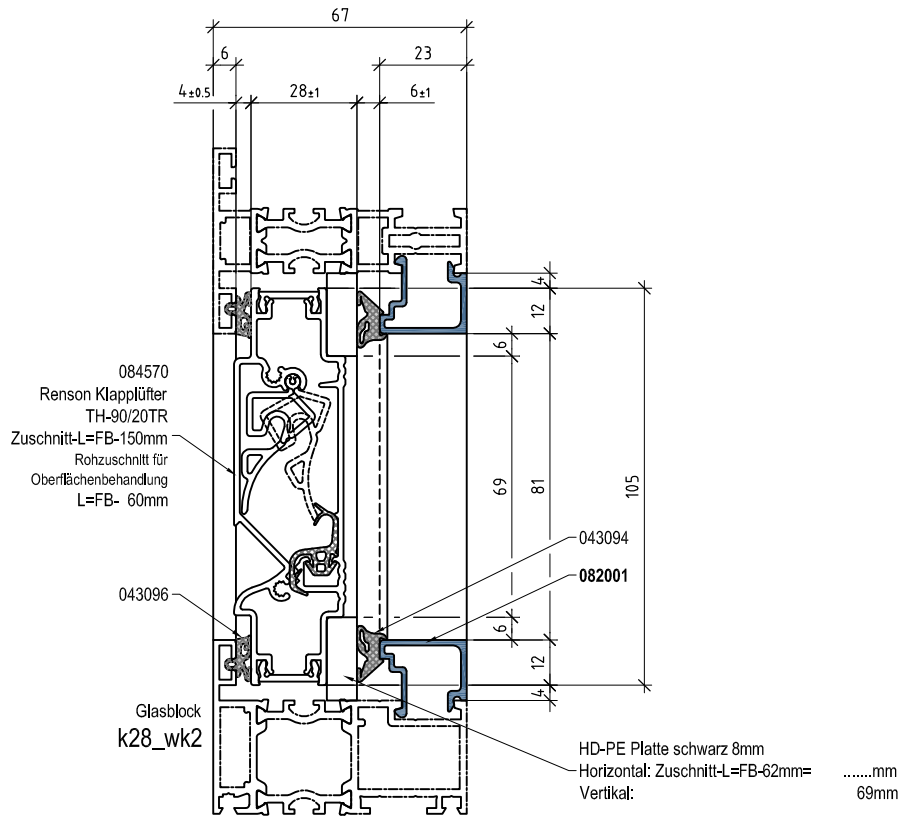 67
6
23
4±0.5
28±1
6±1
4
12
6
084570
Renson Klapplüfter
TH-90/20TR
Zuschnitt-L=FB-150mm
Rohzuschnitt für
Oberflächenbehandlung
L=FB- 60mm
69
81
105
043094
082001
043096
6
12
4
Glasblock
k28_wk2
HD-PE Platte schwarz 8mm
Horizontal: Zuschnitt-L=FB-62mm= .......mm
Vertikal: 69mm